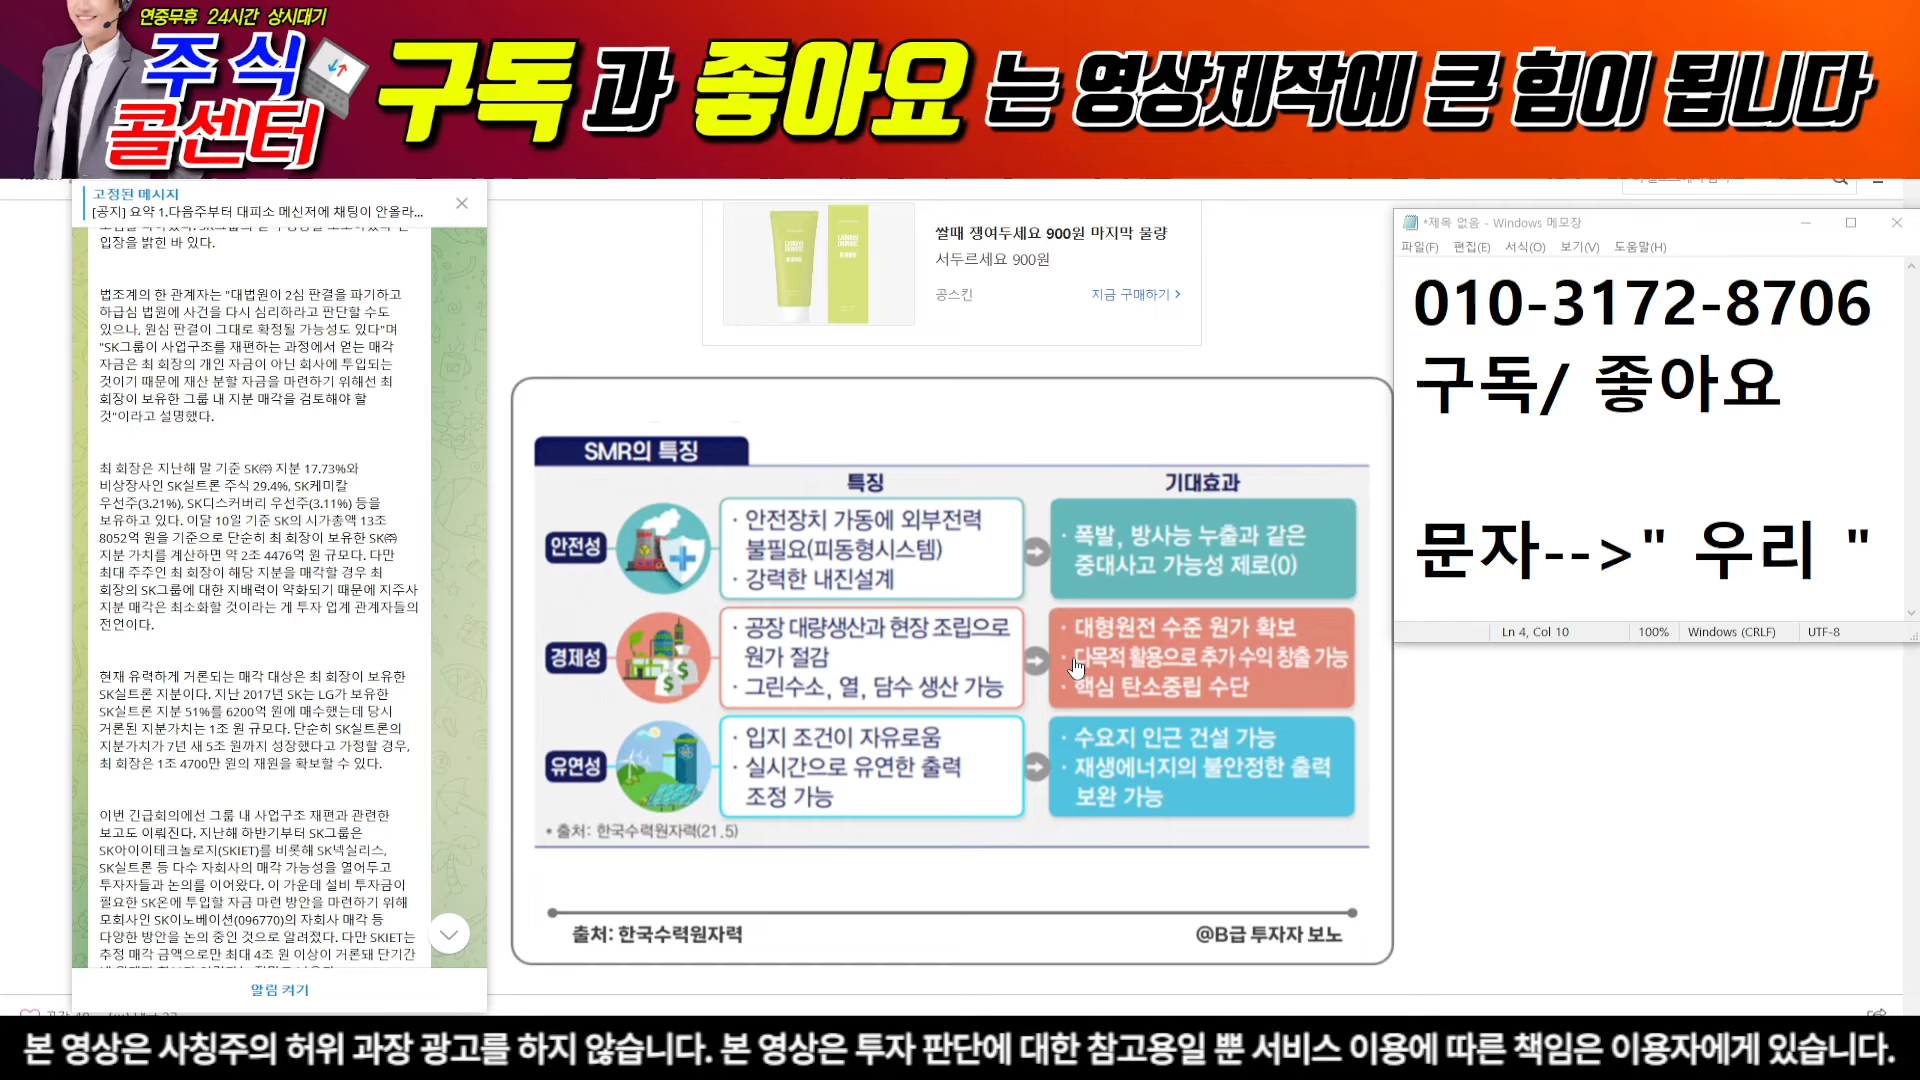 연중무휴 24시간 상시대기
주식
콜센터
구독과 좋아요는 영상제작에 큰 힘이 됩니다
고정된 메시지
[공지] 요약 1.다음주부터 대피소 메신저에 채팅이 안올라...
입장을 밝힌 바 있다.
법조계의 한 관계자는 "대법원이 2심 판결을 파기하고
하급심 법원에 사건을 다시 심리하라고 판단할 수도
있으나, 원심 판결이 그대로 확정될 가능성도 있다"며
"SK그룹이 사업구조를 재편하는 과정에서 얻는 매각
자금은 최 회장의 개인 자금이 아닌 회사에 투입되는
것이기 때문에 재산 분할 자금을 마련하기 위해선 최
회장이 보유한 그룹 내 지분 매각을 검토해야 할
것"이라고 설명했다.
최 회장은 지난해 말 기준 SK㈜ 지분 17.73%와
비상장사인 SK실트론 주식 29.4%, SK케미칼
우선주(3.21%), SK디스커버리 우선주(3.11%) 등을
보유하고 있다. 이달 10일 기준 SK의 시가총액 13조
8052억 원을 기준으로 단순히 최 회장이 보유한 SK㈜
지분 가치를 계산하면 약 2조 4476억 원 규모다. 다만
최대 주주인 최 회장이 해당 지분을 매각할 경우 최
회장의 SK그룹에 대한 지배력이 약화되기 때문에 지주사
지분 매각은 최소화할 것이라는 게 투자 업계 관계자들의
전언이다.
현재 유력하게 거론되는 매각 대상은 최 회장이 보유한
SK실트론 지분이다. 지난 2017년 SK는 LG가 보유한
SK실트론 지분 51%를 6200억 원에 매수했는데 당시
거론된 지분가치는 1조 원 규모다. 단순히 SK실트론의
지분가치가 7년 새 5조 원까지 성장했다고 가정할 경우,
최 회장은 1조 4700만 원의 재원을 확보할 수 있다.
이번 긴급회의에선 그룹 내 사업구조 재편과 관련한
보고도 이뤄진다. 지난해 하반기부터 SK그룹은
SK아이이테크놀로지(SKIET)를 비롯해 SK넥실리스,
SK실트론 등 다수 자회사의 매각 가능성을 열어두고
투자자들과 논의를 이어왔다. 이 가운데 설비 투자금이
필요한 SK온에 투입할 자금 마련 방안을 마련하기 위해
모회사인 SK이노베이션(096770)의 자회사 매각 등
다양한 방안을 논의 중인 것으로 알려졌다. 다만 SKIET는
추정 매각 금액으로만 최대 4조 원 이상이 거론돼 단기간
알림 켜기
쌀때 쟁여두세요 900원 마지막 물량
서두르세요 900원
공스킨
지금 구매하기
SMR의 특징
특징
기대효과
안전성
· 안전장치 가동에 외부전력
불필요(피동형시스템)
· 강력한 내진설계
· 폭발, 방사능 누출과 같은
중대사고 가능성 제로(0)
경제성
· 공장 대량생산과 현장 조립으로
원가 절감
· 그린수소, 열, 담수 생산 가능
· 대형원전 수준 원가 확보
· 다목적 활용으로 추가 수익 창출 가능
· 핵심 탄소중립 수단
유연성
· 입지 조건이 자유로움
· 실시간으로 유연한 출력
조정 가능
· 수요지 인근 건설 가능
· 재생에너지의 불안정한 출력
보완 가능
• 출처: 한국수력원자력(21.5)
출처: 한국수력원자력
@B급 투자자 보노
*제목 없음 - Windows 메모장
파일(F) 편집(E) 서식(O) 보기(V) 도움말(H)
010-3172-8706
구독/ 좋아요
문자-->" 우리 "
Ln 4, Col 10 100% Windows (CRLF) UTF-8
본 영상은 사칭주의 허위 과장 광고를 하지 않습니다. 본 영상은 투자 판단에 대한 참고용일 뿐 서비스 이용에 따른 책임은 이용자에게 있습니다.